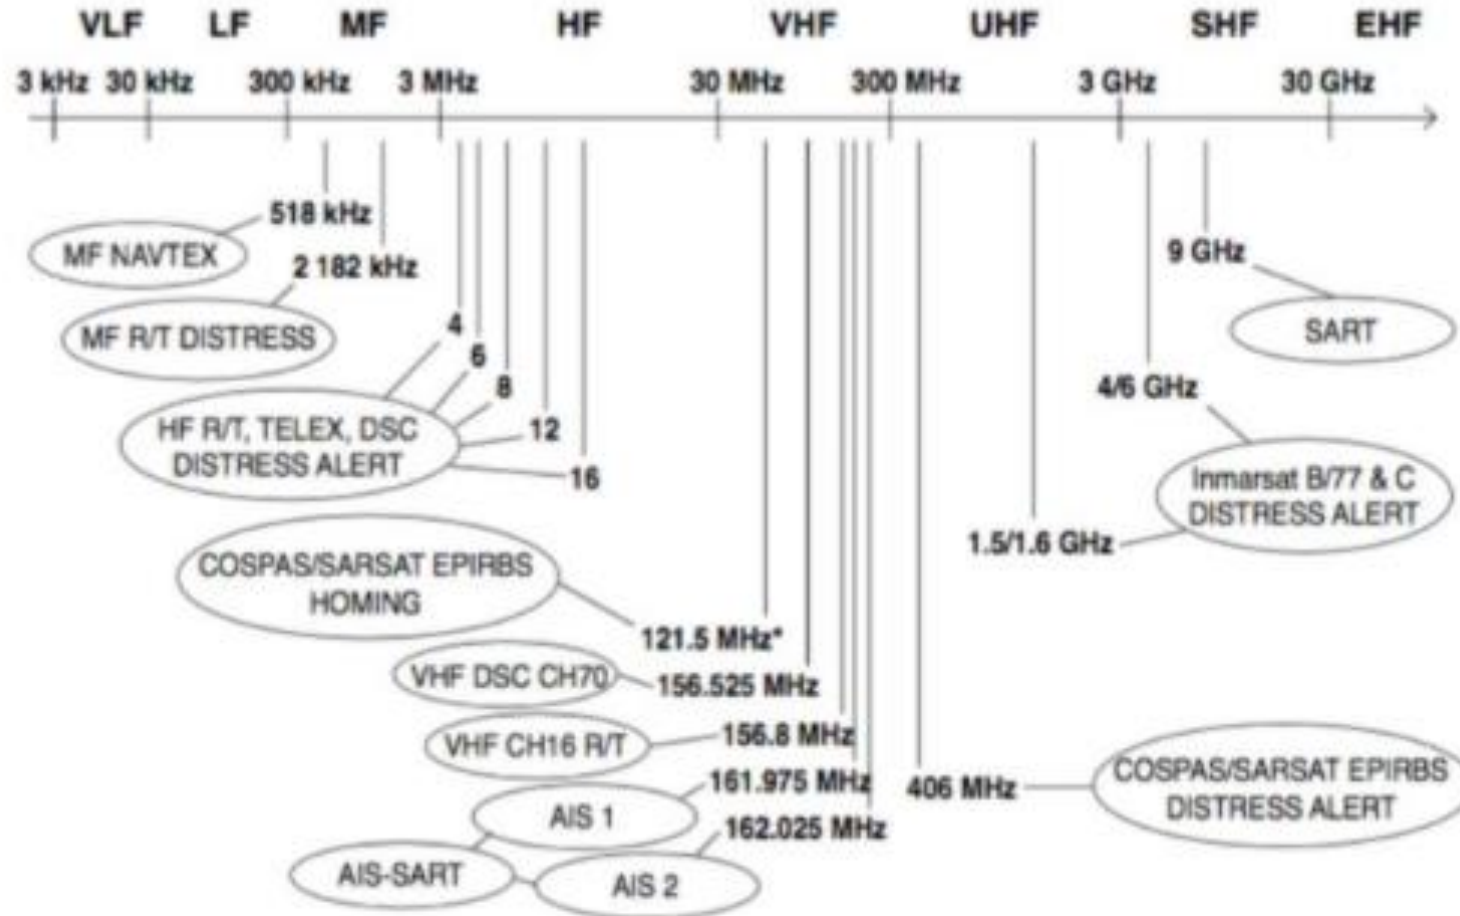 VLF LF MF HF VHF UHF SHF EHF
3 kHz 30 kHz 300 kHz 3 MHz 30 MHz 300 MHz 3 GHz 30 GHz
518 kHz
MF NAVTEX
2 182 kHz
MF R/T DISTRESS
4
6
8
12
16
HF R/T, TELEX, DSC
DISTRESS ALERT
COSPAS/SARSAT EPIRBS
HOMING
121.5 MHz*
VHF DSC CH70
156.525 MHz
VHF CH16 R/T
156.8 MHz
161.975 MHz
AIS 1
162.025 MHz
AIS-SART
AIS 2
9 GHz
SART
4/6 GHz
Inmarsat B/77 & C
DISTRESS ALERT
1.5/1.6 GHz
406 MHz
COSPAS/SARSAT EPIRBS
DISTRESS ALERT